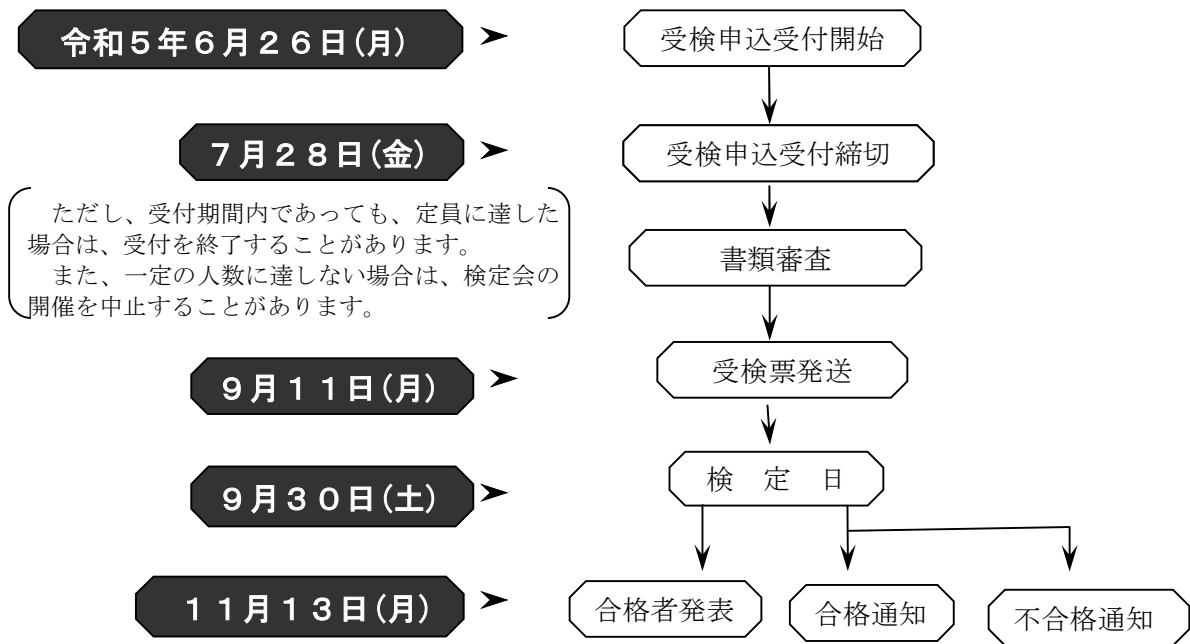 令和５年６月２６日(月)
受検申込受付開始
７月２８日(金)
受検申込受付締切
ただし、受付期間内であっても、定員に達した
場合は、受付を終了することがあります。
また、一定の人数に達しない場合は、検定会の
開催を中止することがあります。
書類審査
９月１１日(月)
受検票発送
９月３０日(土)
検　定　日
１１月１３日(月)
合格者発表
合格通知
不合格通知